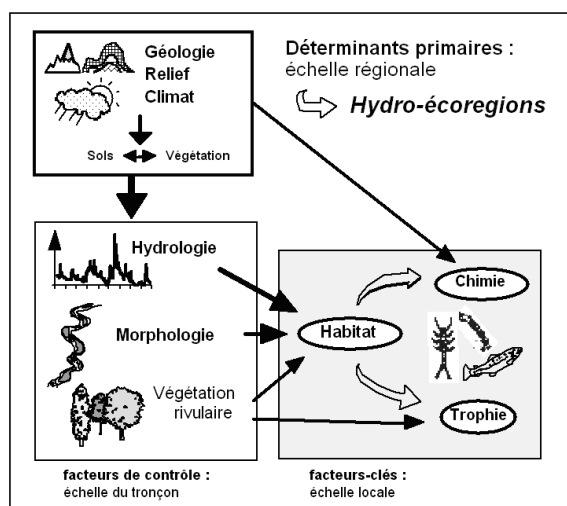 Géologie
Relief
Climat
Sols
Végétation
Déterminants primaires :
échelle régionale
Hydro-écoregions
Hydrologie
Morphologie
Végétation
rivulaire
Habitat
Chimie
Trophie
facteurs de contrôle :
échelle du tronçon
facteurs-clés :
échelle locale